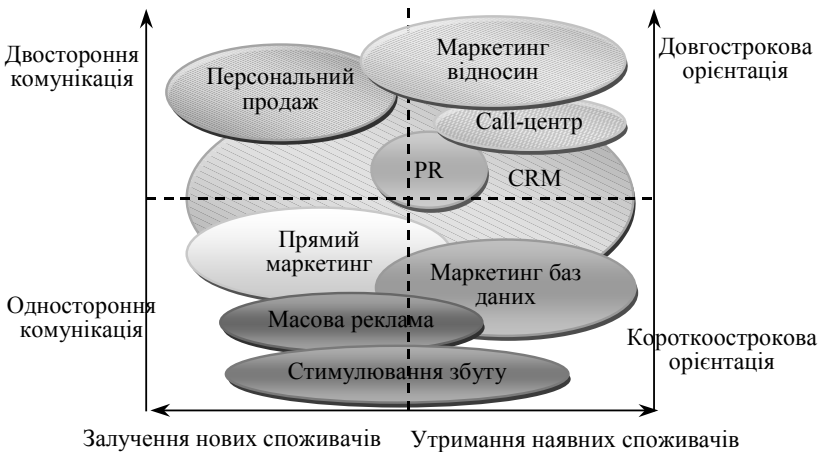 Двостороння
комунікація
Персональний
продаж
Маркетинг
відносин
Довгострокова
орієнтація
Call-центр
PR
CRM
Прямий
маркетинг
Маркетинг баз
даних
Одностороння
комунікація
Масова реклама
Короткоострокова
орієнтація
Стимулювання збуту
Залучення нових споживачів
Утримання наявних споживачів